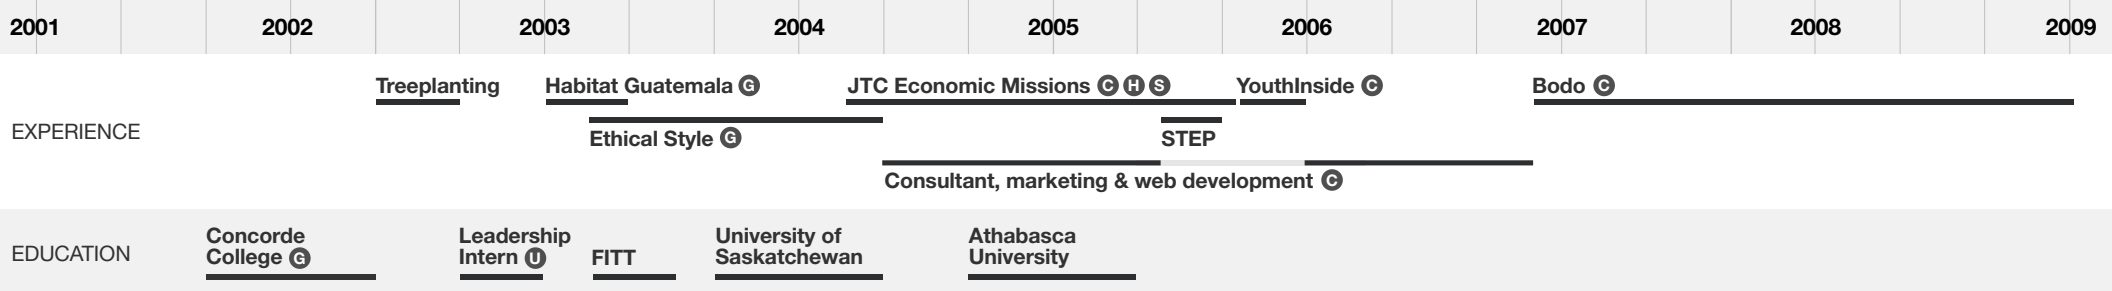 2001 2002 2003 2004 2005 2006 2007 2008 2009
Treeplanting Habitat Guatemala G JTC Economic Missions C H S YouthInside C Bodo C
EXPERIENCE
Ethical Style G STEP
Consultant, marketing & web development C
EDUCATION
Concorde
College G
Leadership
Intern U
FITT
University of
Saskatchewan
Athabasca
University